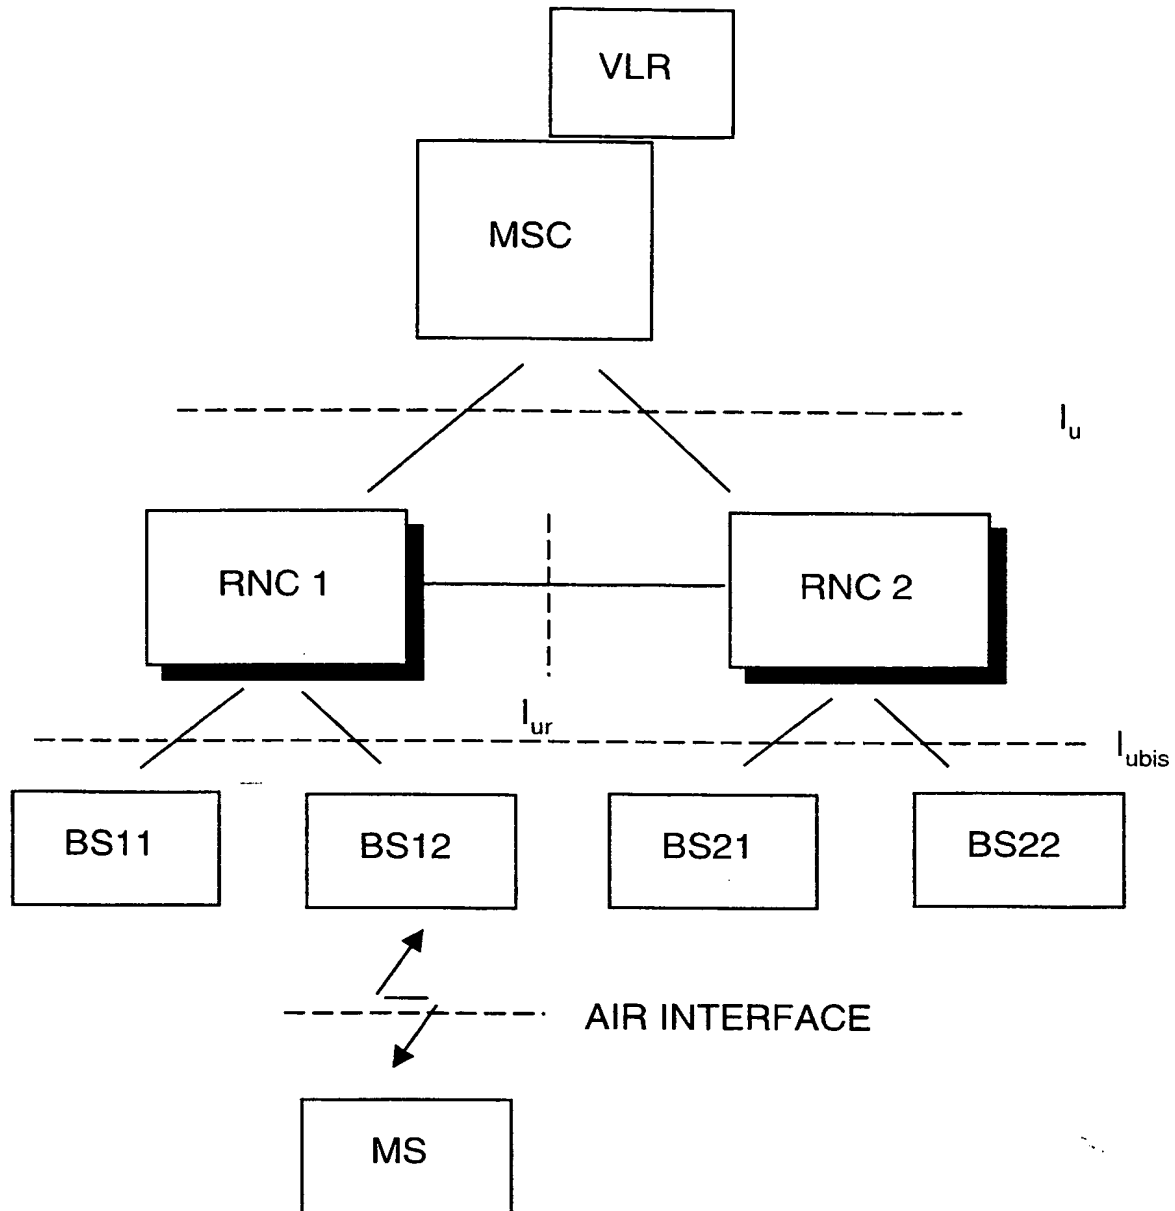 VLR
MSC
Iu
RNC 1
RNC 2
Iur
Iubis
BS11
BS12
BS21
BS22
AIR INTERFACE
MS